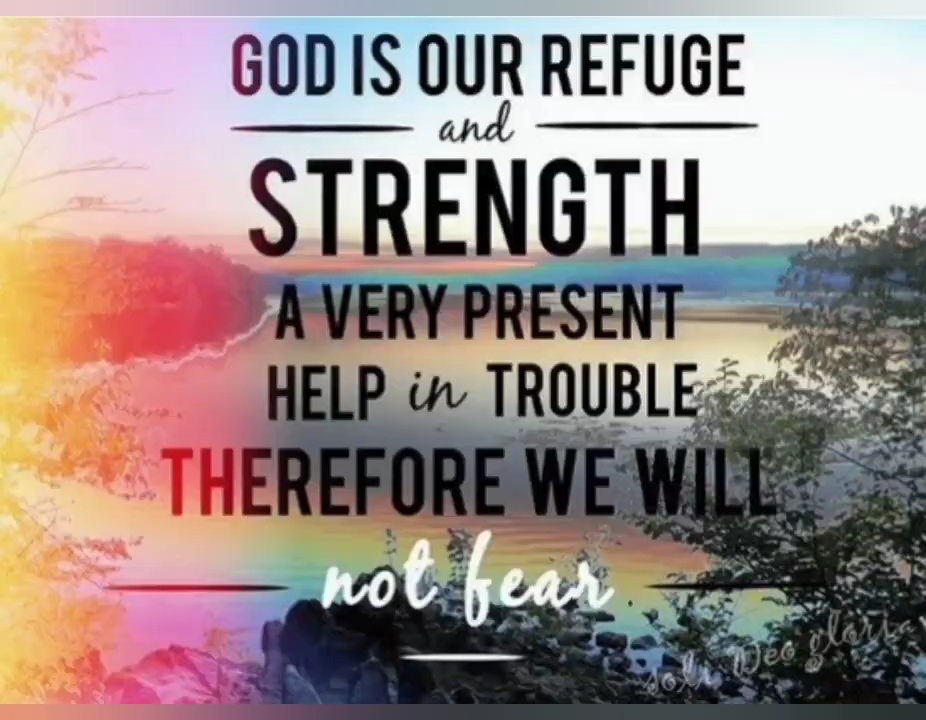 GOD IS OUR REFUGE
and
STRENGTH
A VERY PRESENT
HELP in TROUBLE
THEREFORE WE WILL
not fear
soli Deo gloria